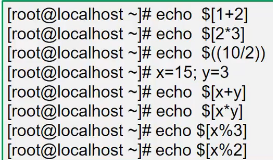 [root@localhost ~]# echo  $[1+2]
[root@localhost ~]# echo  $[2*3]
[root@localhost ~]# echo  $((10/2))
[root@localhost ~]# x=15; y=3
[root@localhost ~]# echo  $[x+y]
[root@localhost ~]# echo  $[x*y]
[root@localhost ~]# echo $[x%3]
[root@localhost ~]# echo $[x%2]